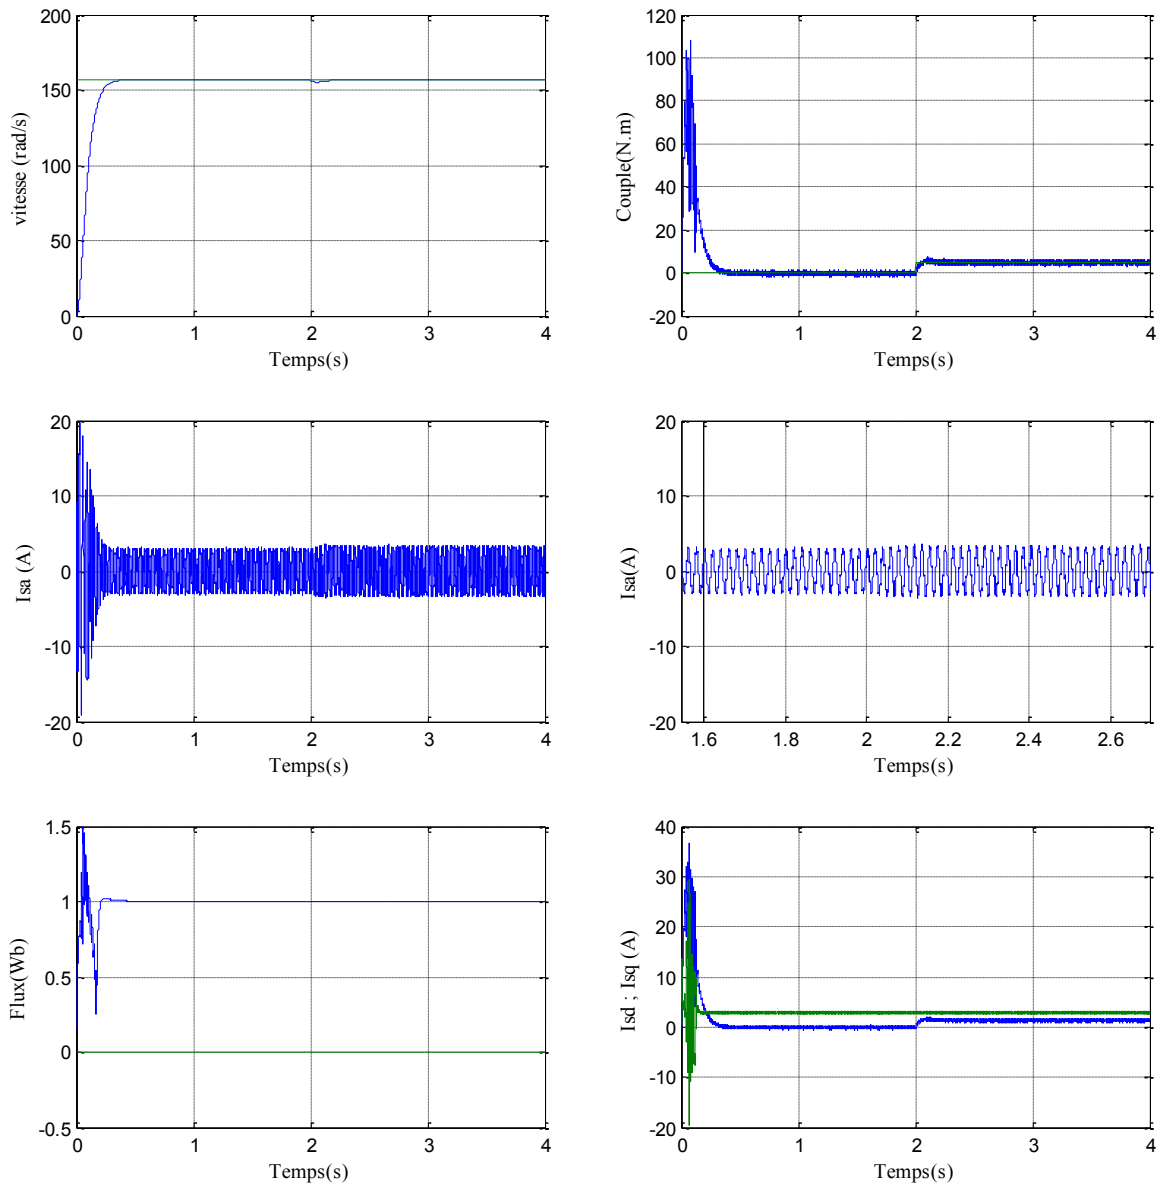 200
150
100
50
0
0 1 2 3 4
vitesse (rad/s)
Temps(s)
120
100
80
60
40
20
0
-20
0 1 2 3 4
Couple(N.m)
Temps(s)
20
10
0
-10
-20
0 1 2 3 4
Isa (A)
Temps(s)
20
10
0
-10
-20
1.6 1.8 2 2.2 2.4 2.6
Isa(A)
Temps(s)
1.5
1
0.5
0
-0.5
0 1 2 3 4
Flux(Wb)
Temps(s)
40
30
20
10
0
-10
-20
0 1 2 3 4
Isd ; Isq (A)
Temps(s)